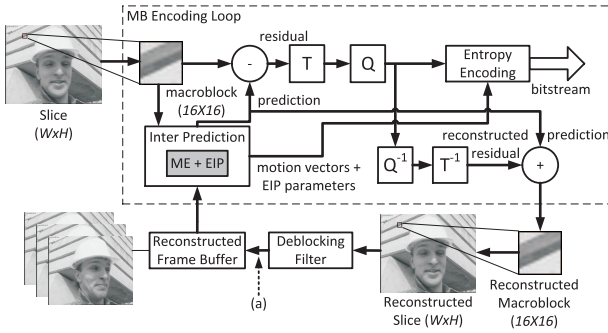 MB Encoding Loop
residual
-
T
Q
Entropy
Encoding
bitstream
macroblock
(16X16)
prediction
Slice
(WxH)
Inter Prediction
ME + EIP
motion vectors +
EIP parameters
reconstructed
residual
prediction
Q-1
T-1
+
Reconstructed
Frame Buffer
Deblocking
Filter
(a)
Reconstructed
Slice (WxH)
Reconstructed
Macroblock
(16X16)